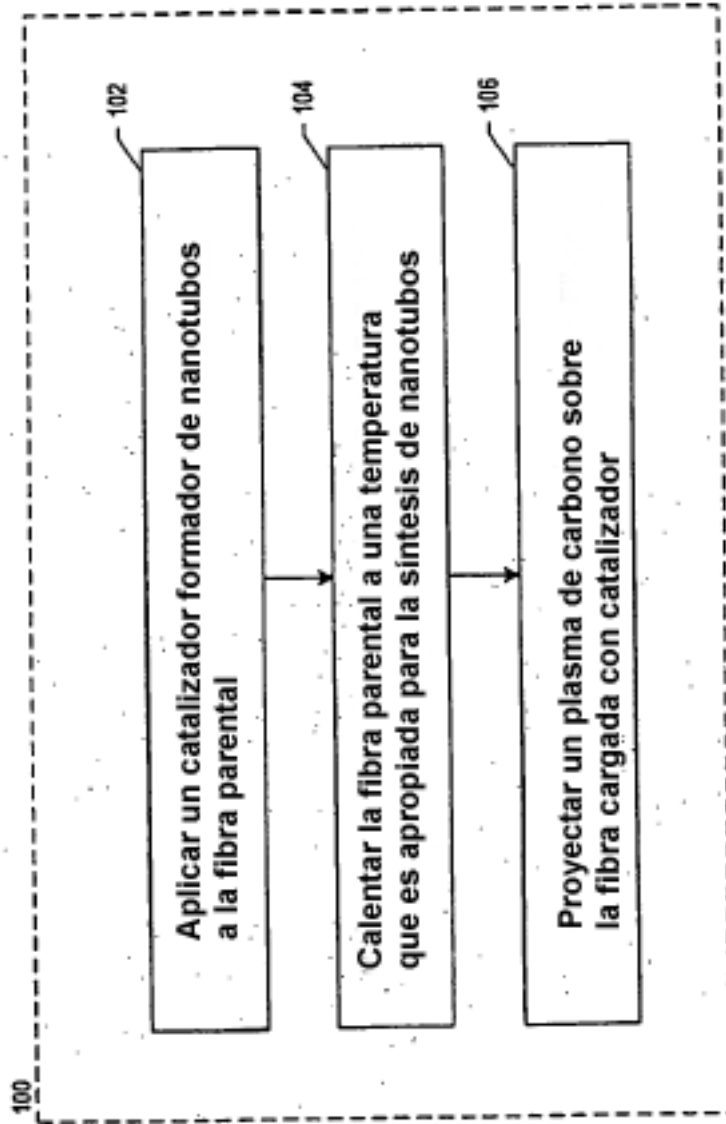 100
102
Aplicar un catalizador formador de nanotubos
a la fibra parental
104
Calentar la fibra parental a una temperatura
que es apropiada para la síntesis de nanotubos
106
Proyectar un plasma de carbono sobre
la fibra cargada con catalizador